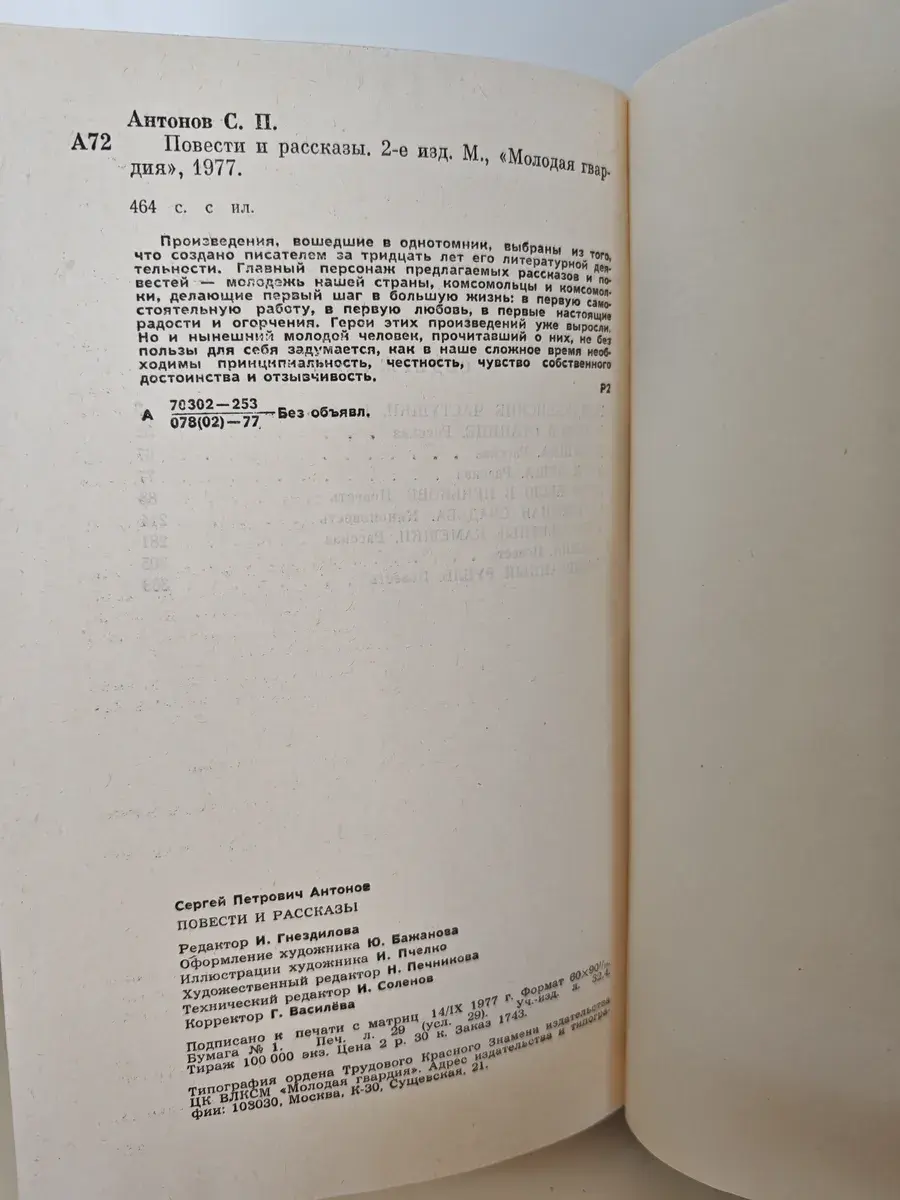 Антонов С. П.
А72 Повести и рассказы. 2-е изд. М., «Молодая гвар-
дия», 1977.
464 с. с ил.
Произведения, вошедшие в однотомник, выбраны из того,
что создано писателем за тридцать лет его литературной дея-
тельности. Главный персонаж предлагаемых рассказов и по-
вестей — молодежь нашей страны, комсомольцы и комсомол-
ки, делающие первый шаг в большую жизнь: в первую само-
стоятельную работу, в первую любовь, в первые настоящие
радости и огорчения. Герои этих произведений уже выросли.
Но и нынешний молодой человек, прочитавший о них, не без
пользы для себя задумается, как в наше сложное время необ-
ходимы принципиальность, честность, чувство собственного
достоинства и отзывчивость.
Р2
А 70302—253
078(02)—77 Без объявл.
Сергей Петрович Антонов
ПОВЕСТИ И РАССКАЗЫ
Редактор И. Гнездилова
Оформление художника Ю. Бажанова
Иллюстрации художника И. Пчелко
Художественный редактор Н. Печникова
Технический редактор И. Соленов
Корректор Г. Василёва
Подписано к печати с матриц 14/IX 1977 г. Формат 60×90¹/₁₆.
Бумага № 1. Печ. л. 29 (усл. 29). Уч.-изд. л. 32,4.
Тираж 100 000 экз. Цена 2 р. 30 к. Заказ 1743.
Типография ордена Трудового Красного Знамени издательства
ЦК ВЛКСМ «Молодая гвардия». Адрес издательства и типогра-
фии: 103030, Москва, К-30, Сущевская, 21.